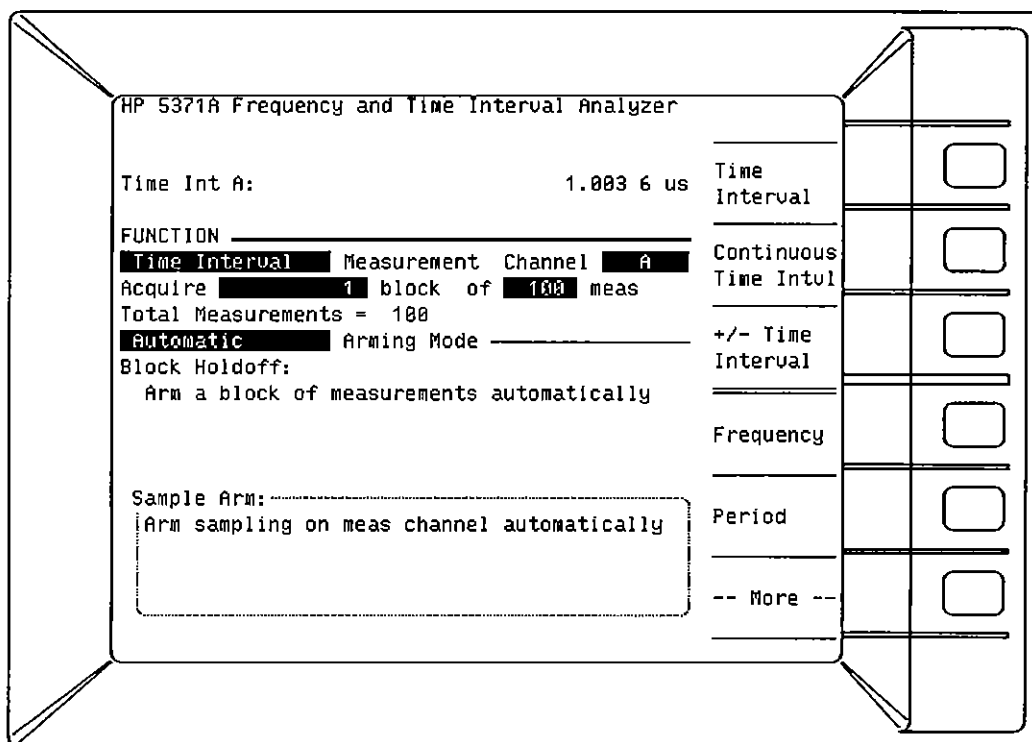 HP 5371A Frequency and Time Interval Analyzer
Time Int A: 1.003 6 us
FUNCTION
Time Interval Measurement Channel A
Acquire 1 block of 100 meas
Total Measurements = 100
Automatic Arming Mode
Block Holdoff:
Arm a block of measurements automatically
Sample Arm:
Arm sampling on meas channel automatically
Time
Interval
Continuous
Time Intvl
+/- Time
Interval
Frequency
Period
-- More --